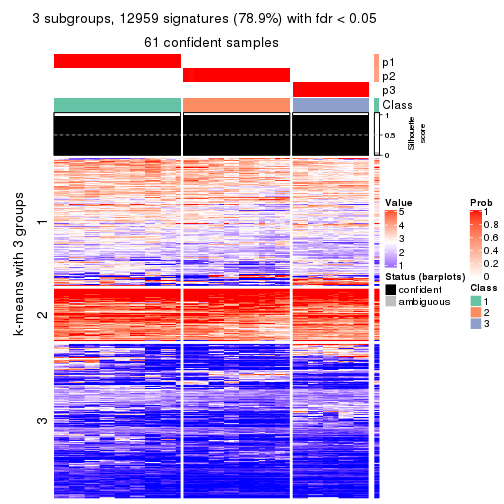 3 subgroups, 12959 signatures (78.9%) with fdr < 0.05
61 confident samples
p1
p2
p3
Class
1
0.5
0
Silhouette
score
k-means with 3 groups
1
2
3
Value
5
4
3
2
1
Status (barplots)
confident
ambiguous
Prob
1
0.8
0.6
0.4
0.2
0
Class
1
2
3